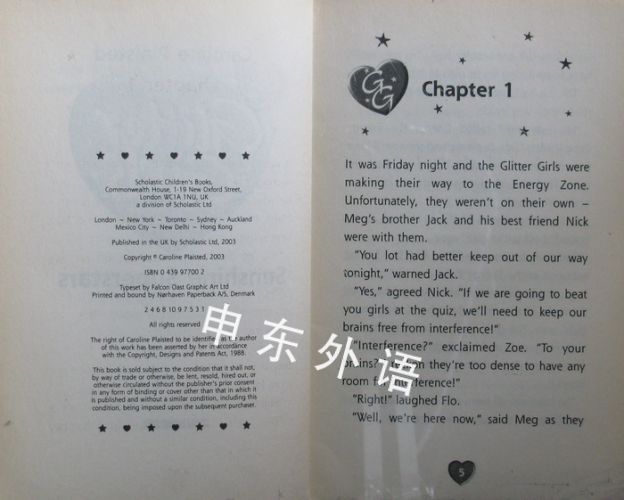 Scholastic Children's Books,
Commonwealth House, 1-19 New Oxford Street,
London WC1A 1NU, UK
a division of Scholastic Ltd
London ~ New York ~ Toronto ~ Sydney ~ Auckland
Mexico City ~ New Delhi ~ Hong Kong
Published in the UK by Scholastic Ltd, 2003
Copyright © Caroline Plaisted, 2003
ISBN 0 439 97700 2
Typeset by Falcon Oast Graphic Art Ltd
Printed and bound by Nørhaven Paperback A/S, Denmark
2 4 6 8 10 9 7 5 3 1
All rights reserved
The right of Caroline Plaisted to be identified as the author
of this work has been asserted by her in accordance
with the Copyright, Designs and Patents Act, 1988.
This book is sold subject to the condition that it shall not,
by way of trade or otherwise, be lent, resold, hired out, or
otherwise circulated without the publisher's prior consent
in any form of binding or cover other than that in which it
is published and without a similar condition, including this
condition, being imposed upon the subsequent purchaser.
GG
Chapter 1
It was Friday night and the Glitter Girls were
making their way to the Energy Zone.
Unfortunately, they weren't on their own –
Meg's brother Jack and his best friend Nick
were with them.
"You lot had better keep out of our way
tonight," warned Jack.
"Yes," agreed Nick. "If we are going to beat
you girls at the quiz, we'll need to keep our
brains free from interference!"
"Interference?" exclaimed Zoe. "To your
brains? they're too dense to have any
room for interference!"
"Right!" laughed Flo.
"Well, we're here now," said Meg as they
5
申东外语